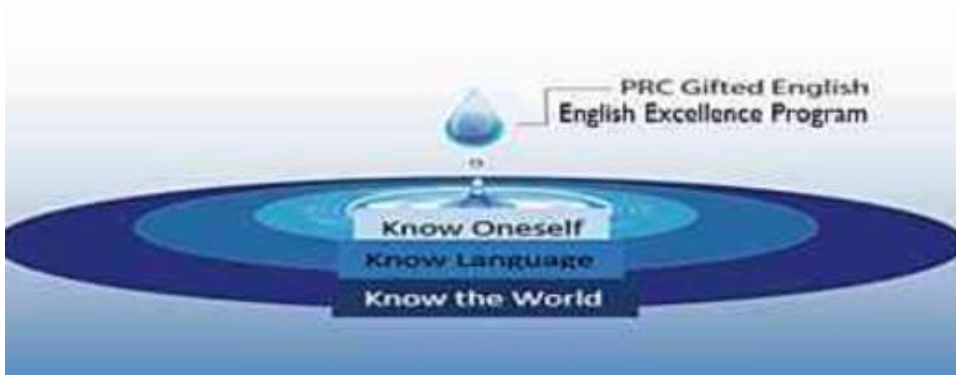 PRC Gifted English
English Excellence Program
Know Oneself
Know Language
Know the World